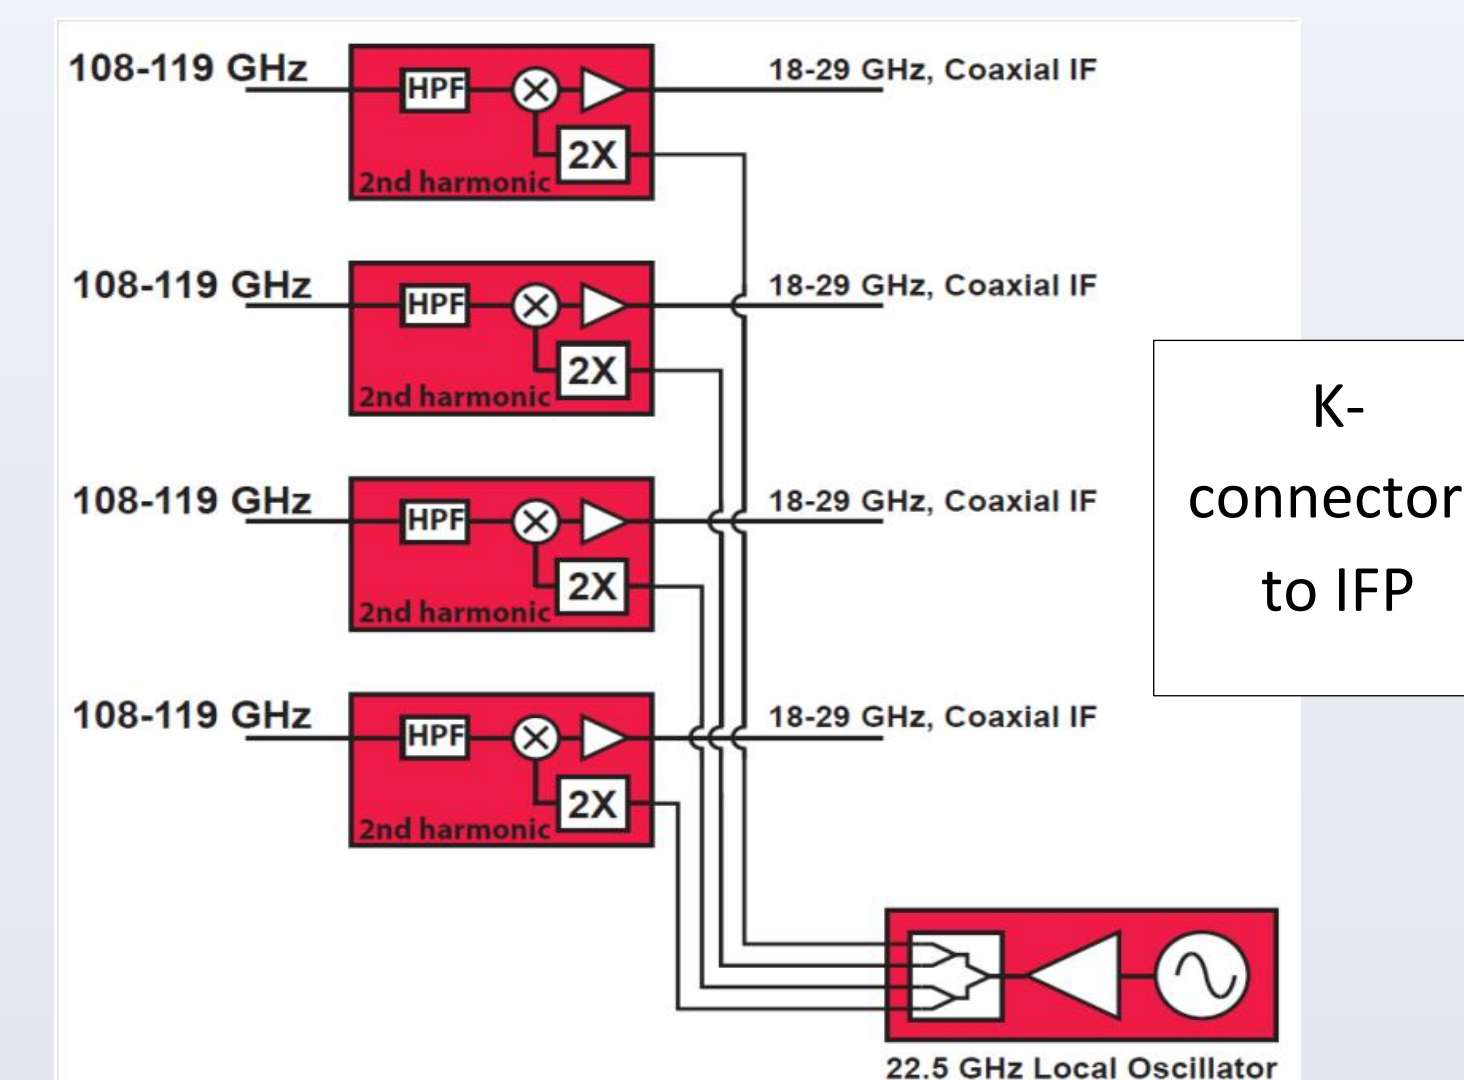 108-119 GHz
HPF
18-29 GHz, Coaxial IF
2X
2nd harmonic
108-119 GHz
HPF
18-29 GHz, Coaxial IF
2X
2nd harmonic
108-119 GHz
HPF
18-29 GHz, Coaxial IF
2X
2nd harmonic
108-119 GHz
HPF
18-29 GHz, Coaxial IF
2X
2nd harmonic
K-
connector
to IFP
22.5 GHz Local Oscillator